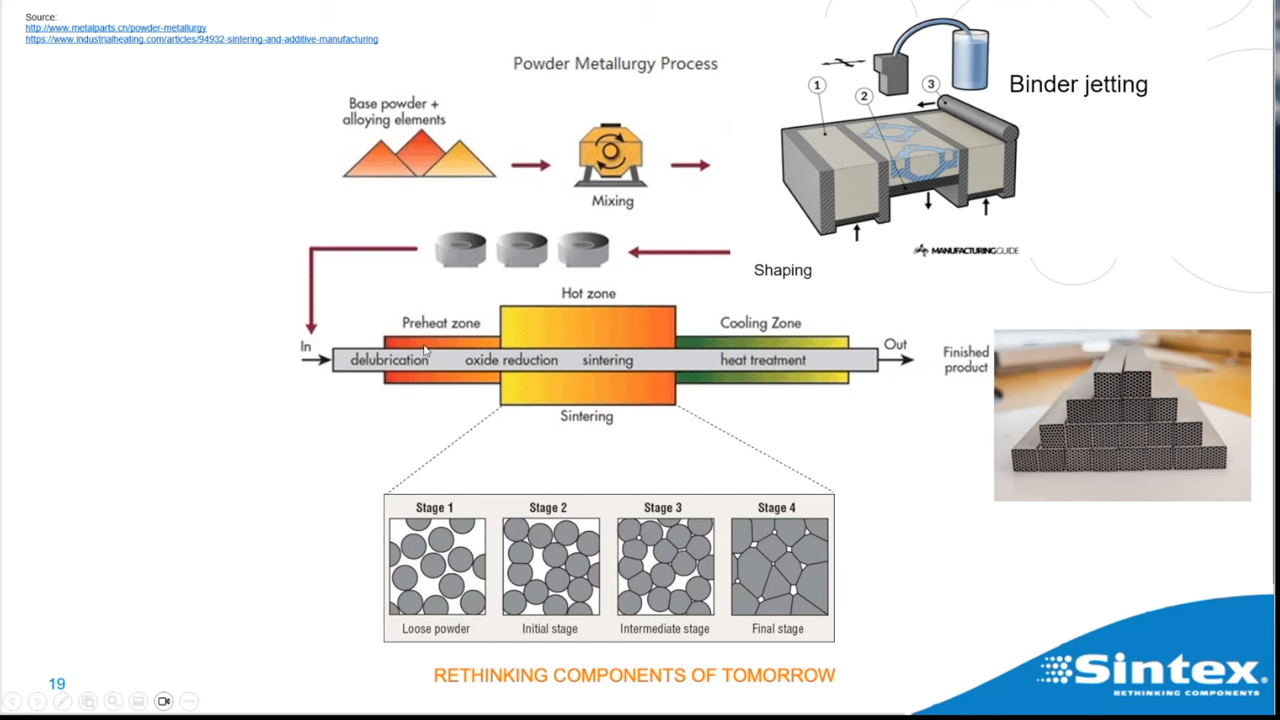 Source:
http://www.metalparts.cn/powder-metallurgy
https://www.industrialheating.com/articles/94932-sintering-and-additive-manufacturing
Powder Metallurgy Process
Base powder +
alloying elements
Mixing
1
2
3
Binder jetting
MANUFACTURINGGUIDE
Shaping
Hot zone
Preheat zone
Cooling Zone
In
delubrication
oxide reduction
sintering
heat treatment
Out
Finished
product
Sintering
Stage 1
Stage 2
Stage 3
Stage 4
Loose powder
Initial stage
Intermediate stage
Final stage
RETHINKING COMPONENTS OF TOMORROW
19
Sintex
RETHINKING COMPONENTS